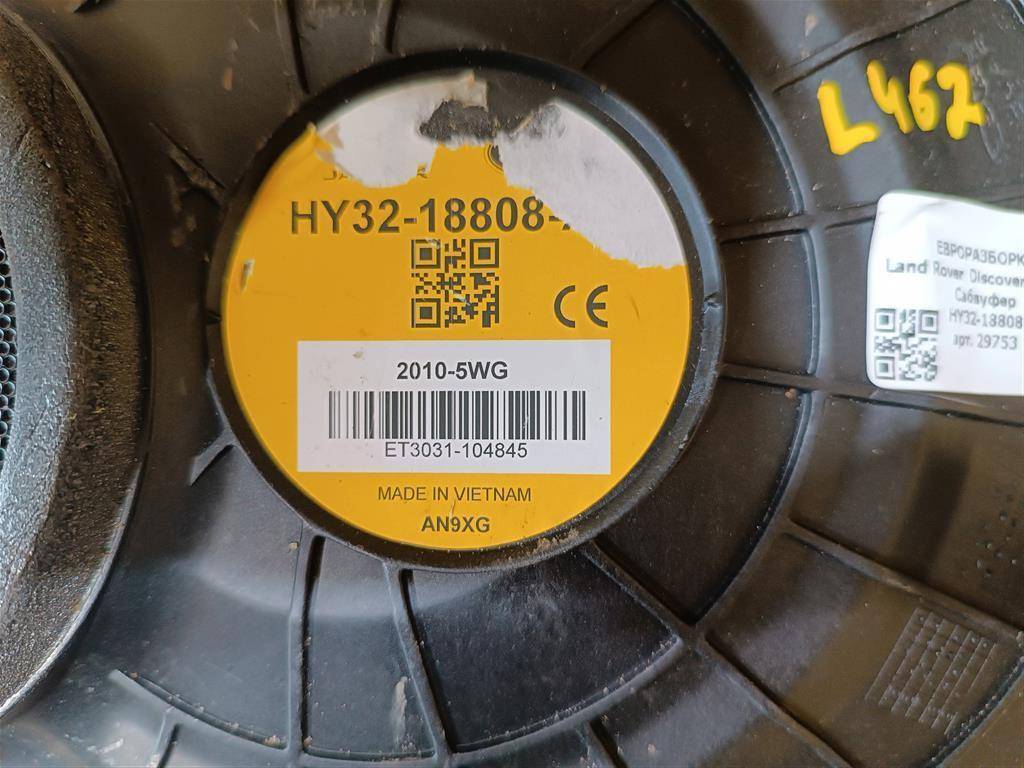 L462
HY32-18808-
CE
2010-5WG
ET3031-104845
MADE IN VIETNAM
AN9XG
ЕВРОРАЗБОРК
Land Rover Discover
Сабвуфер
HY32-18808
арт. 29753